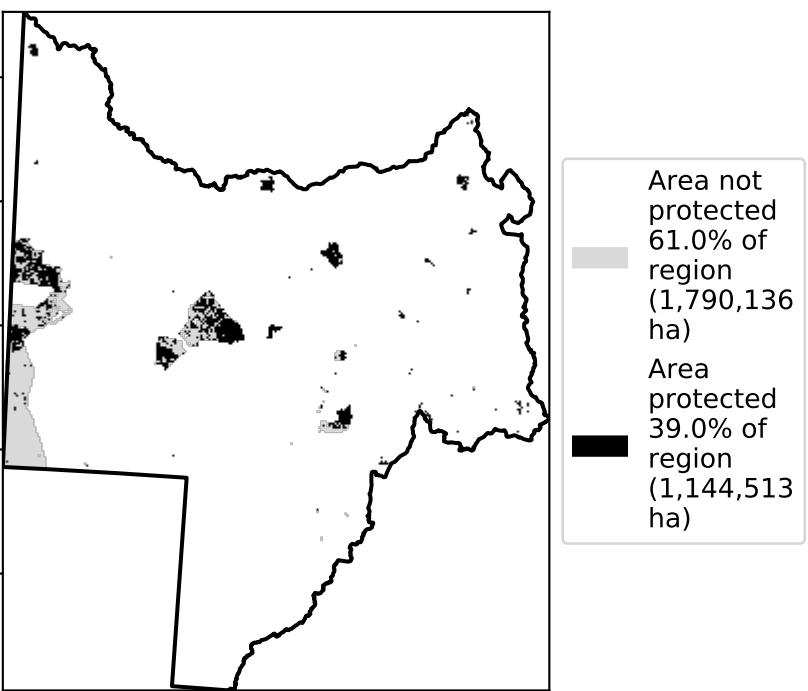 Area not
protected
61.0% of
region
(1,790,136
ha)
Area
protected
39.0% of
region
(1,144,513
ha)